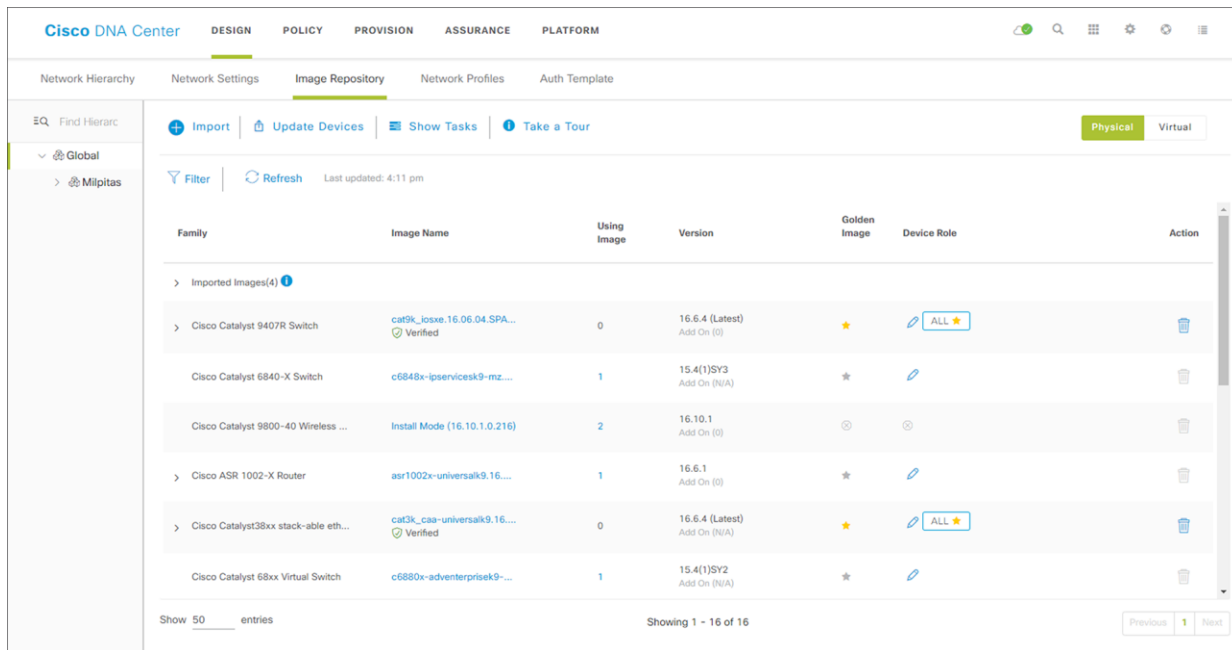 Cisco DNA Center DESIGN POLICY PROVISION ASSURANCE PLATFORM
Network Hierarchy Network Settings Image Repository Network Profiles Auth Template
Find Hierarc
Global
Milpitas
Import Update Devices Show Tasks Take a Tour Physical Virtual
Filter Refresh Last updated: 4:11 pm
Family Image Name Using Image Version Golden Image Device Role Action
Imported Images(4)
Cisco Catalyst 9407R Switch cat9k_iosxe.16.06.04.SPA... 0 16.6.4 (Latest) ALL
Verified Add On (0)
Cisco Catalyst 6840-X Switch c6848x-ipservicesk9-mz.... 1 15.4(1)SY3
Add On (N/A)
Cisco Catalyst 9800-40 Wireless ... Install Mode (16.10.1.0.216) 2 16.10.1
Add On (0)
Cisco ASR 1002-X Router asr1002x-universalk9.16.... 1 16.6.1
Add On (0)
Cisco Catalyst38xx stack-able eth... cat3k_caa-universalk9.16.... 0 16.6.4 (Latest) ALL
Verified Add On (N/A)
Cisco Catalyst 68xx Virtual Switch c6880x-adventerprisek9-... 1 15.4(1)SY2
Add On (N/A)
Show 50 entries Showing 1 - 16 of 16 Previous 1 Next